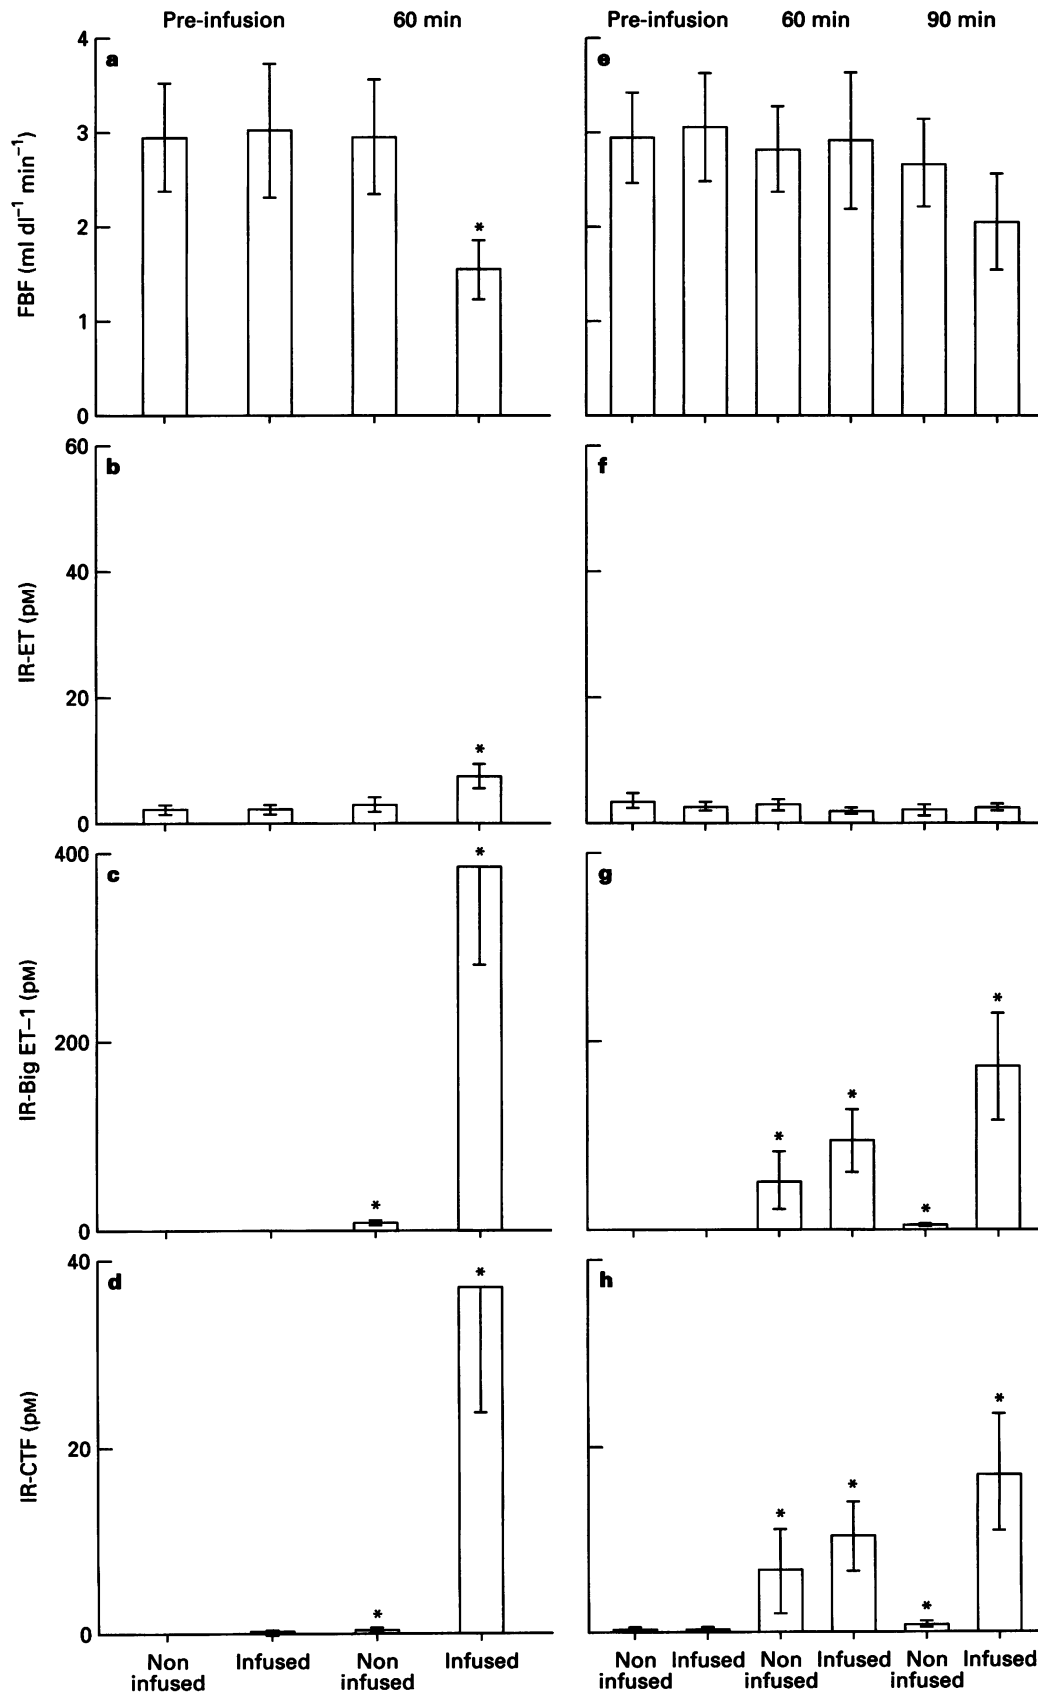 Pre-infusion 60 min Pre-infusion 60 min 90 min
a
e
FBF (ml dl⁻¹ min⁻¹)
4
3
2
1
0
*
b
f
IR-ET (pM)
60
40
20
0
*
c
g
IR-Big ET–1 (pM)
400
200
0
* * * * * *
d
h
IR-CTF (pM)
40
20
0
* * * * * *
Non Infused Non Infused Non Infused Non Infused Non Infused
infused infused infused infused infused